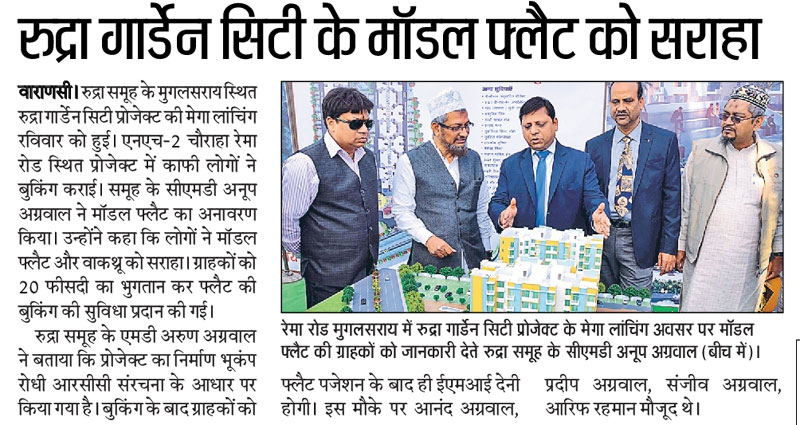 रुद्रा गार्डेन सिटी के मॉडल फ्लैट को सराहा
वाराणसी। रुद्रा समूह के मुगलसराय स्थित
रुद्रा गार्डेन सिटी प्रोजेक्ट की मेगा लांचिंग
रविवार को हुई। एनएच-2 चौराहा रेमा
रोड स्थित प्रोजेक्ट में काफी लोगों ने
बुकिंग कराई। समूह के सीएमडी अनूप
अग्रवाल ने मॉडल फ्लैट का अनावरण
किया। उन्होंने कहा कि लोगों ने मॉडल
फ्लैट और वाकथ्रू को सराहा। ग्राहकों को
20 फीसदी का भुगतान कर फ्लैट की
बुकिंग की सुविधा प्रदान की गई।
रुद्रा समूह के एमडी अरुण अग्रवाल
ने बताया कि प्रोजेक्ट का निर्माण भूकंप
रोधी आरसीसी संरचना के आधार पर
किया गया है। बुकिंग के बाद ग्राहकों को
रेमा रोड मुगलसराय में रुद्रा गार्डेन सिटी प्रोजेक्ट के मेगा लांचिंग अवसर पर मॉडल
फ्लैट की ग्राहकों को जानकारी देते रुद्रा समूह के सीएमडी अनूप अग्रवाल (बीच में)।
फ्लैट पजेशन के बाद ही ईएमआई देनी
होगी। इस मौके पर आनंद अग्रवाल,
प्रदीप अग्रवाल, संजीव अग्रवाल,
आरिफ रहमान मौजूद थे।